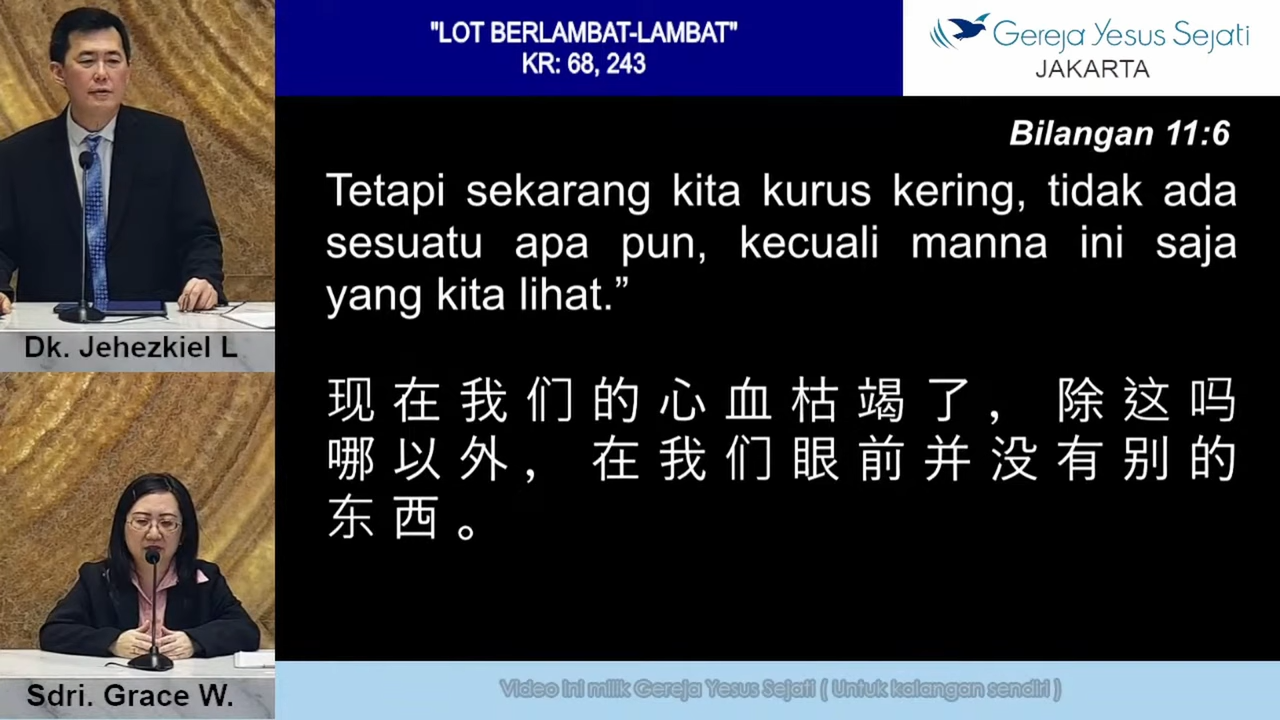 "LOT BERLAMBAT-LAMBAT"
KR: 68, 243
Gereja Yesus Sejati
JAKARTA
Bilangan 11:6
Tetapi sekarang kita kurus kering, tidak ada
sesuatu apa pun, kecuali manna ini saja
yang kita lihat.”
现在我们的心血枯竭了，除这吗
哪以外，在我们眼前并没有别的
东西。
Dk. Jehezkiel L
Sdri. Grace W.
Video ini milik Gereja Yesus Sejati ( Untuk kalangan sendiri )